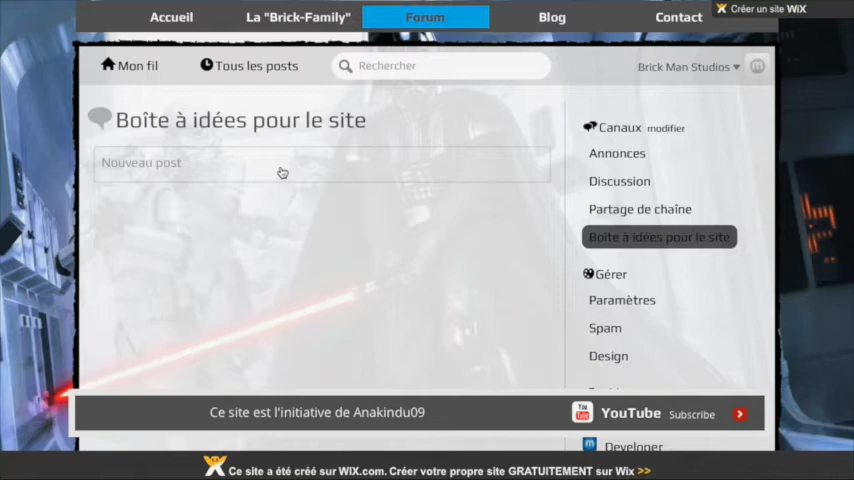 Accueil
La "Brick-Family"
Forum
Blog
Contact
Créer un site WiX
Mon fil
Tous les posts
Rechercher
Brick Man Studios
Boîte à idées pour le site
Nouveau post
Canaux modifier
Annonces
Discussion
Partage de chaîne
Boîte à idées pour le site
Gérer
Paramètres
Spam
Design
Ce site est l'initiative de Anakindu09
You Tube
YouTube Subscribe
Developer
Ce site a été créé sur WIX.com. Créer votre propre site GRATUITEMENT sur Wix >>